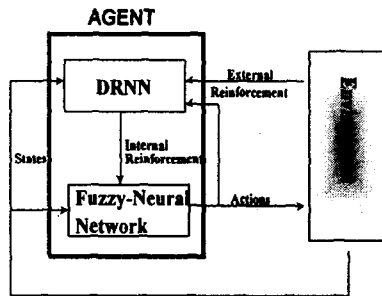 AGENT
DRNN
External
Reinforcement
States
Internal
Reinforcement
Fuzzy-Neural
Network
Actions